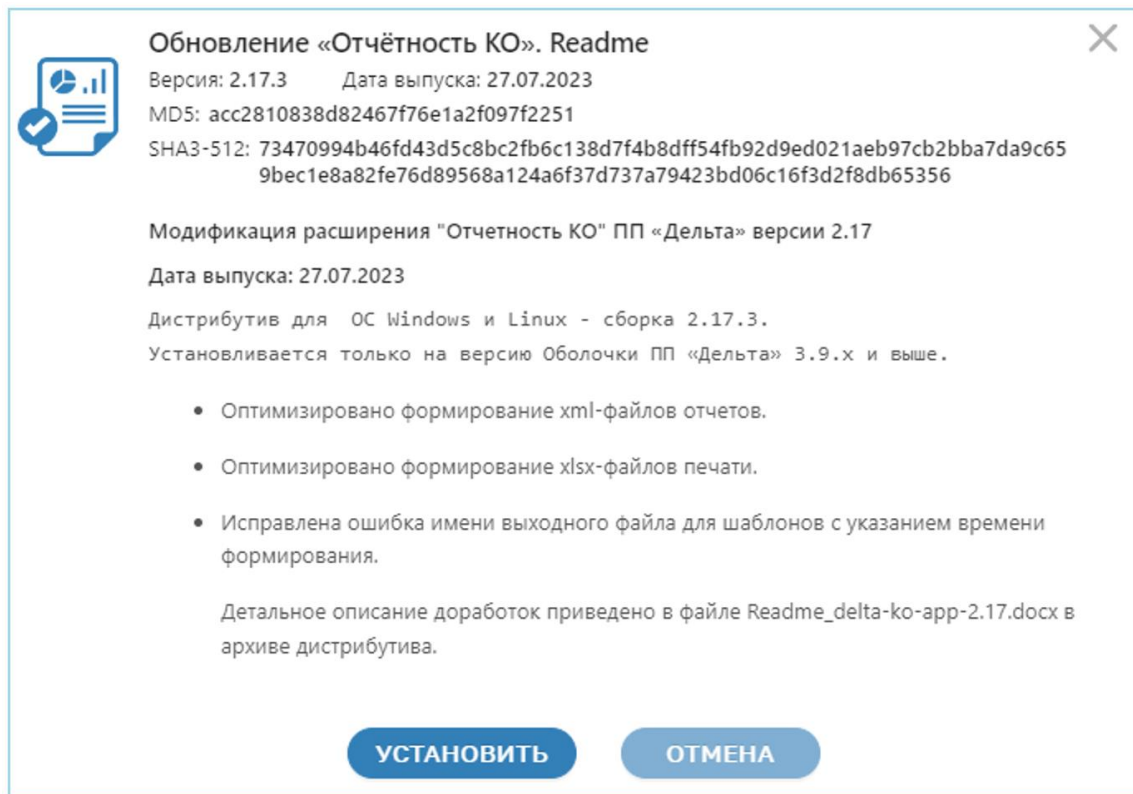 Обновление «Отчётность КО». Readme
Версия: 2.17.3 Дата выпуска: 27.07.2023
MD5: acc2810838d82467f76e1a2f097f2251
SHA3-512: 73470994b46fd43d5c8bc2fb6c138d7f4b8dff54fb92d9ed021aeb97cb2bba7da9c65
9bec1e8a82fe76d89568a124a6f37d737a79423bd06c16f3d2f8db65356
Модификация расширения "Отчетность КО" ПП «Дельта» версии 2.17
Дата выпуска: 27.07.2023
Дистрибутив для ОС Windows и Linux - сборка 2.17.3.
Установливается только на версию Оболочки ПП «Дельта» 3.9.x и выше.
• Оптимизировано формирование xml-файлов отчетов.
• Оптимизировано формирование xlsx-файлов печати.
• Исправлена ошибка имени выходного файла для шаблонов с указанием времени
формирования.
Детальное описание доработок приведено в файле Readme_delta-ko-app-2.17.docx в
архиве дистрибутива.
УСТАНОВИТЬ ОТМЕНА